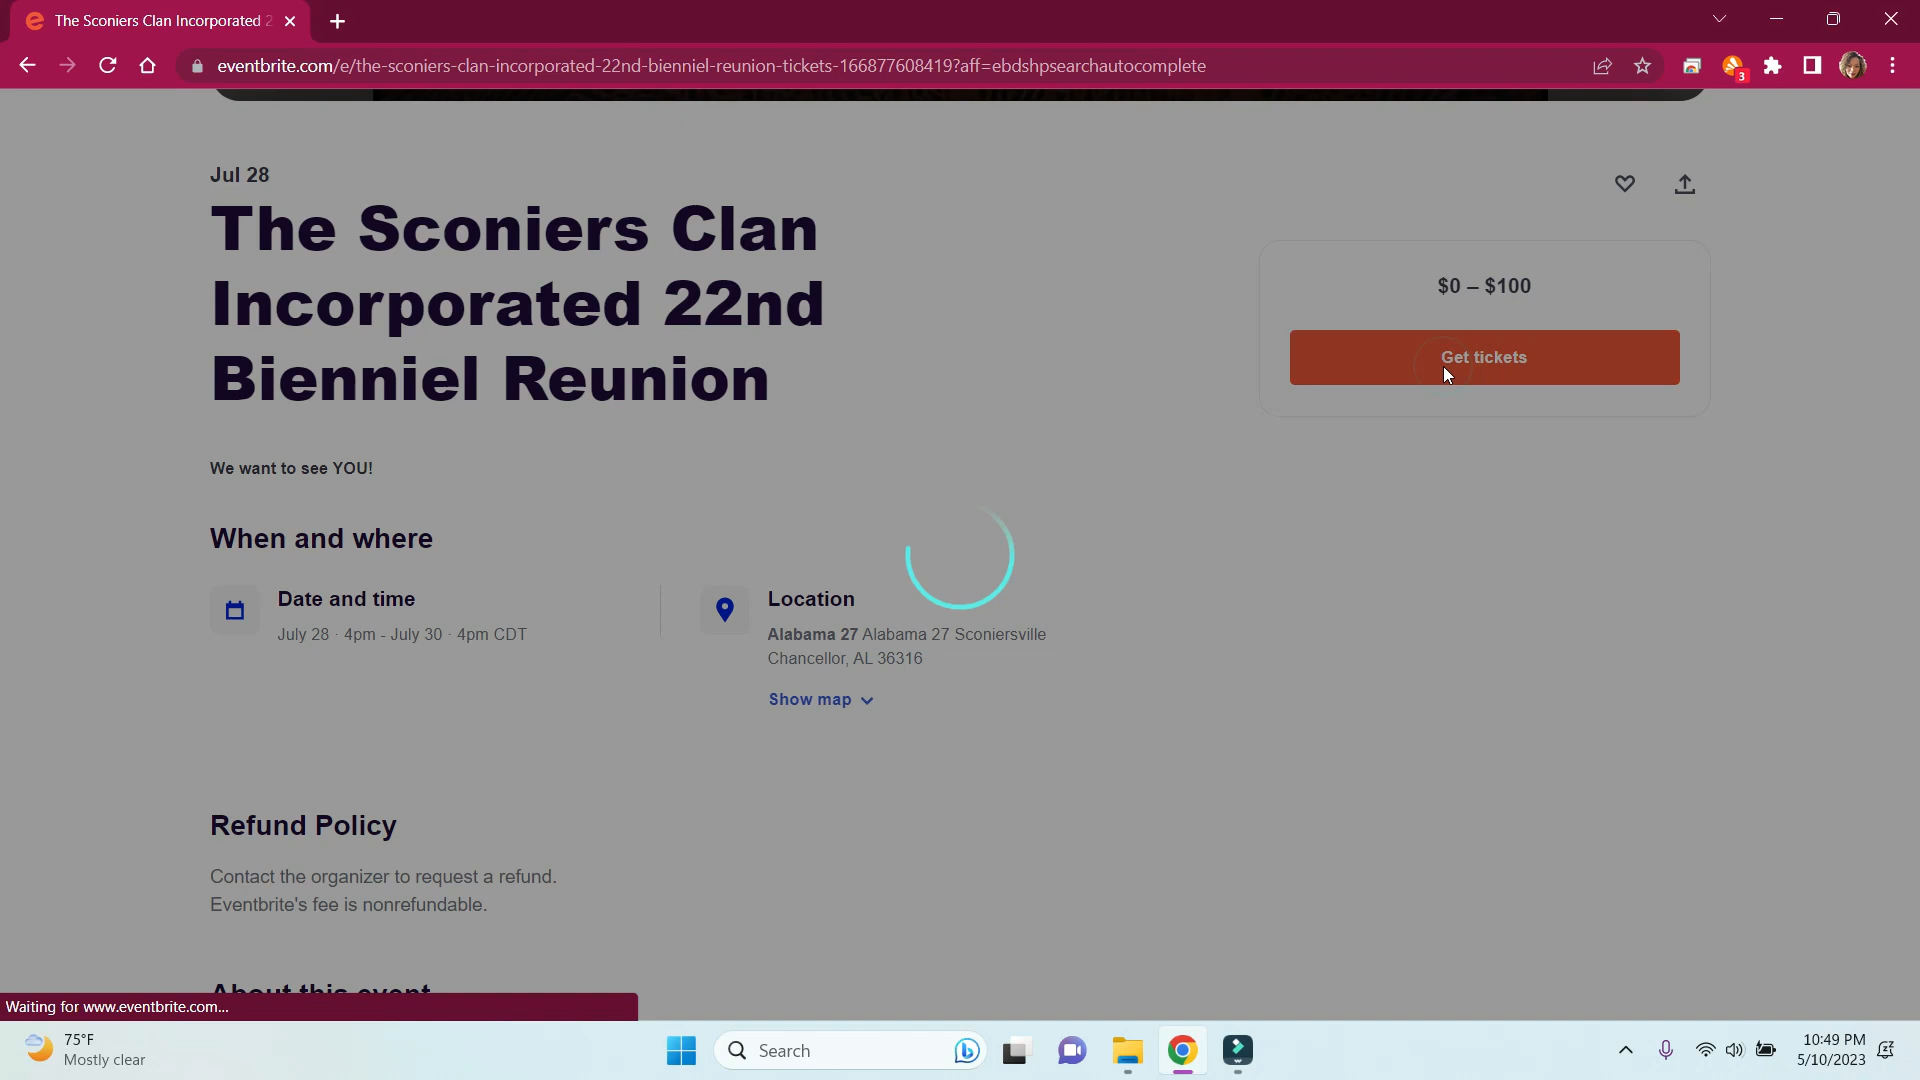 The Sconiers Clan Incorporated 2
eventbrite.com/e/the-sconiers-clan-incorporated-22nd-bienniel-reunion-tickets-166877608419?aff=ebdshpsearchautocomplete
3
Jul 28
The Sconiers Clan
Incorporated 22nd
Bienniel Reunion
$0 – $100
Get tickets
We want to see YOU!
When and where
Date and time
July 28 · 4pm - July 30 · 4pm CDT
Location
Alabama 27 Alabama 27 Sconiersville
Chancellor, AL 36316
Show map
Refund Policy
Contact the organizer to request a refund.
Eventbrite's fee is nonrefundable.
About this event
Waiting for www.eventbrite.com...
75°F
Mostly clear
Search
10:49 PM
5/10/2023